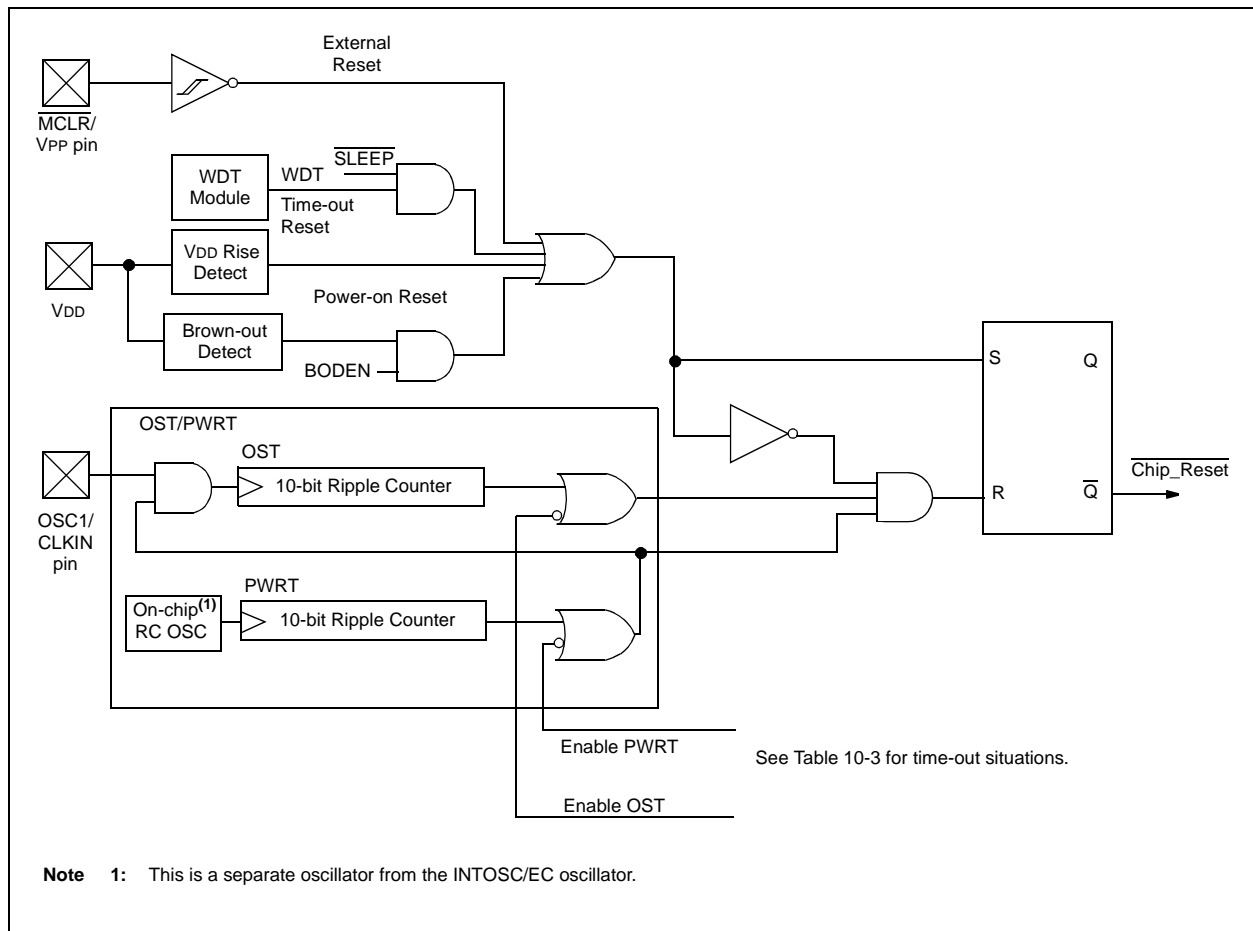 External
Reset
MCLR/
VPP pin
SLEEP
WDT
Module
WDT
Time-out
Reset
VDD Rise
Detect
VDD
Power-on Reset
Brown-out
Detect
BODEN
S
Q
OST/PWRT
OST
10-bit Ripple Counter
OSC1/
CLKIN
pin
R
Q
Chip_Reset
PWRT
On-chip(1)
RC OSC
10-bit Ripple Counter
Enable PWRT
See Table 10-3 for time-out situations.
Enable OST
Note 1: This is a separate oscillator from the INTOSC/EC oscillator.